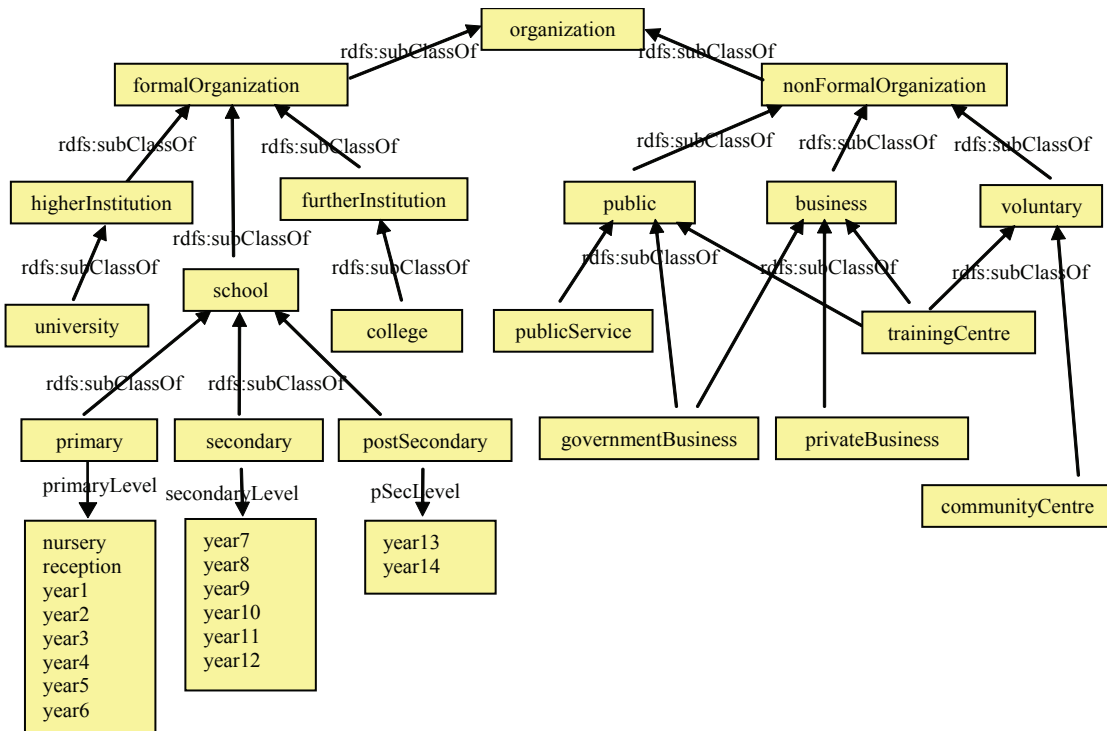 organization
rdfs:subClassOf
rdfs:subClassOf
formalOrganization
nonFormalOrganization
rdfs:subClassOf
rdfs:subClassOf
rdfs:subClassOf
rdfs:subClassOf
rdfs:subClassOf
higherInstitution
furtherInstitution
public
business
voluntary
rdfs:subClassOf
rdfs:subClassOf
rdfs:subClassOf
rdfs:subClassOf
rdfs:subClassOf
rdfs:subClassOf
school
university
college
publicService
trainingCentre
rdfs:subClassOf
rdfs:subClassOf
primary
secondary
postSecondary
governmentBusiness
privateBusiness
primaryLevel
secondaryLevel
pSecLevel
communityCentre
nursery
reception
year1
year2
year3
year4
year5
year6
year7
year8
year9
year10
year11
year12
year13
year14